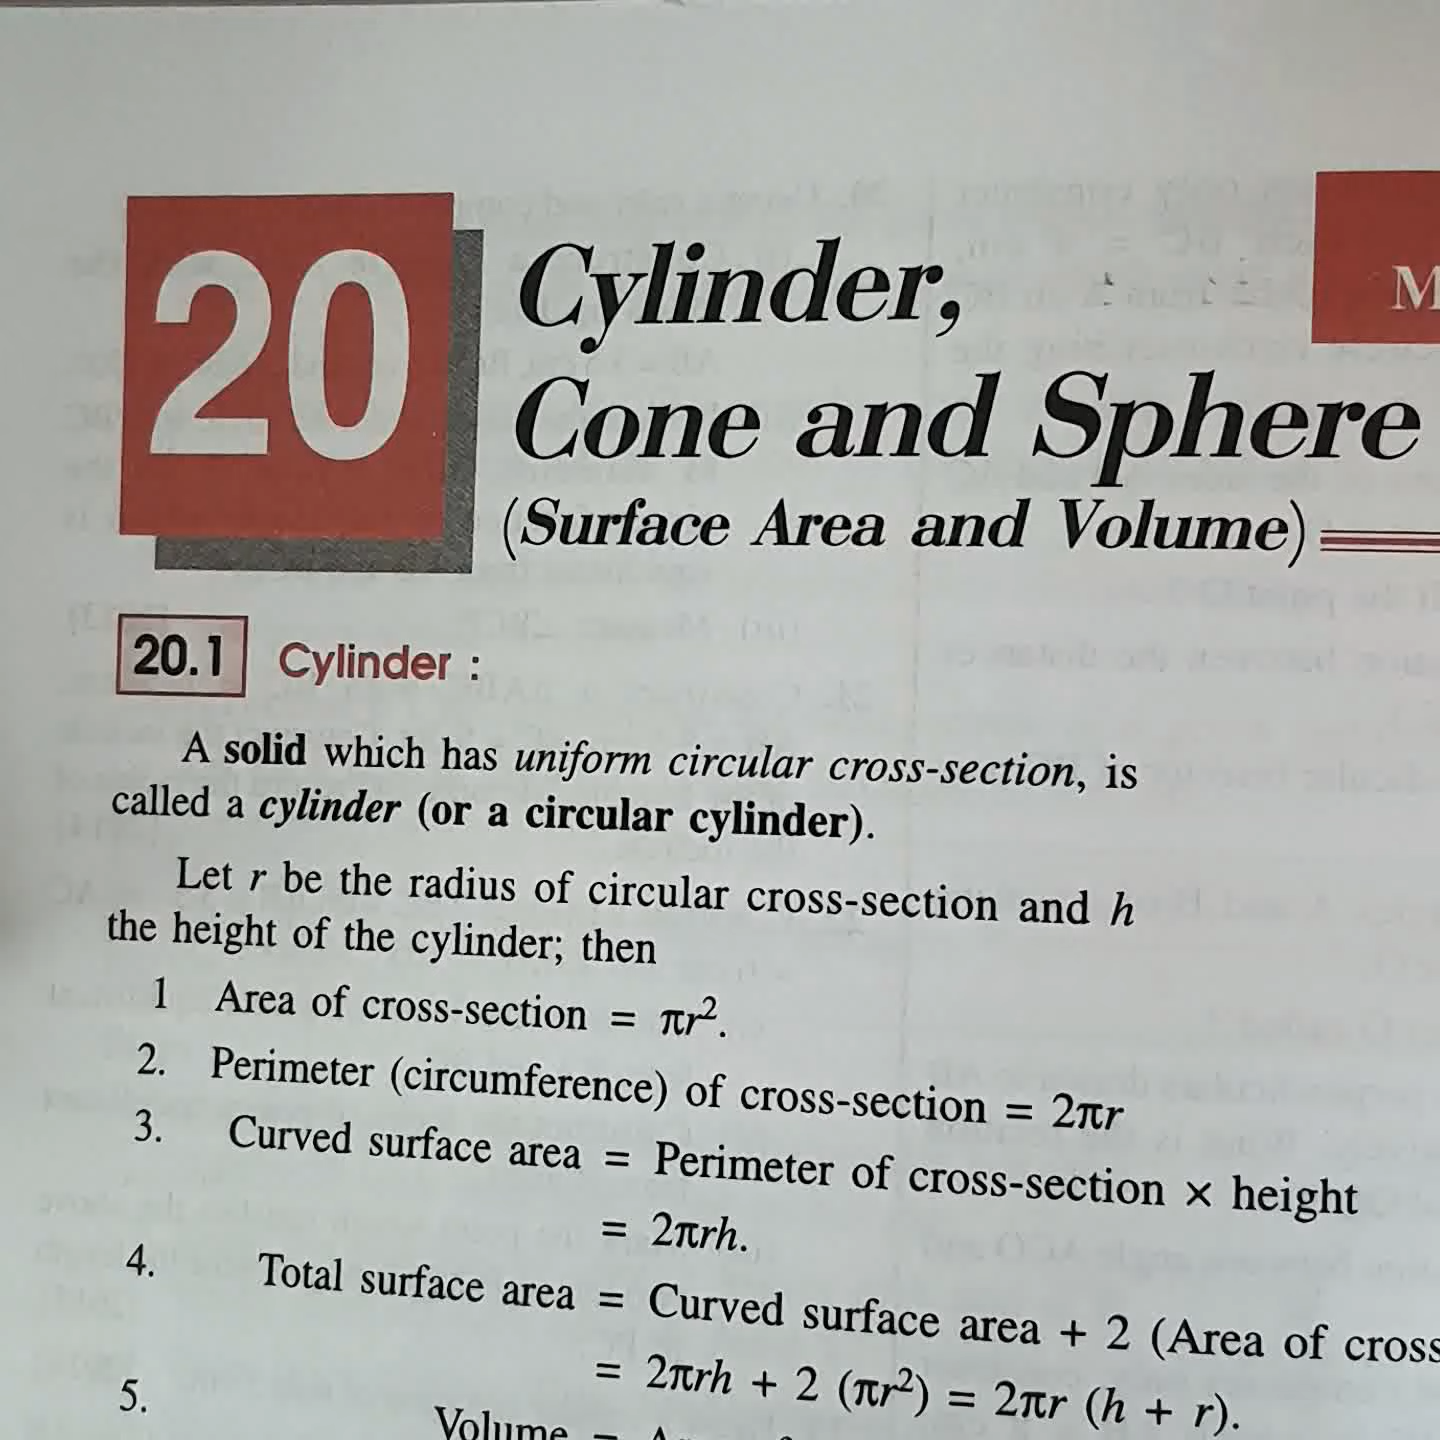 20
Cylinder,
Cone and Sphere
(Surface Area and Volume)
M
20.1 Cylinder :
A solid which has uniform circular cross-section, is
called a cylinder (or a circular cylinder).
Let r be the radius of circular cross-section and h
the height of the cylinder; then
1 Area of cross-section = πr².
2. Perimeter (circumference) of cross-section = 2πr
3. Curved surface area = Perimeter of cross-section × height
= 2πrh.
4. Total surface area = Curved surface area + 2 (Area of cross
= 2πrh + 2 (πr²) = 2πr (h + r).
5. Volume =